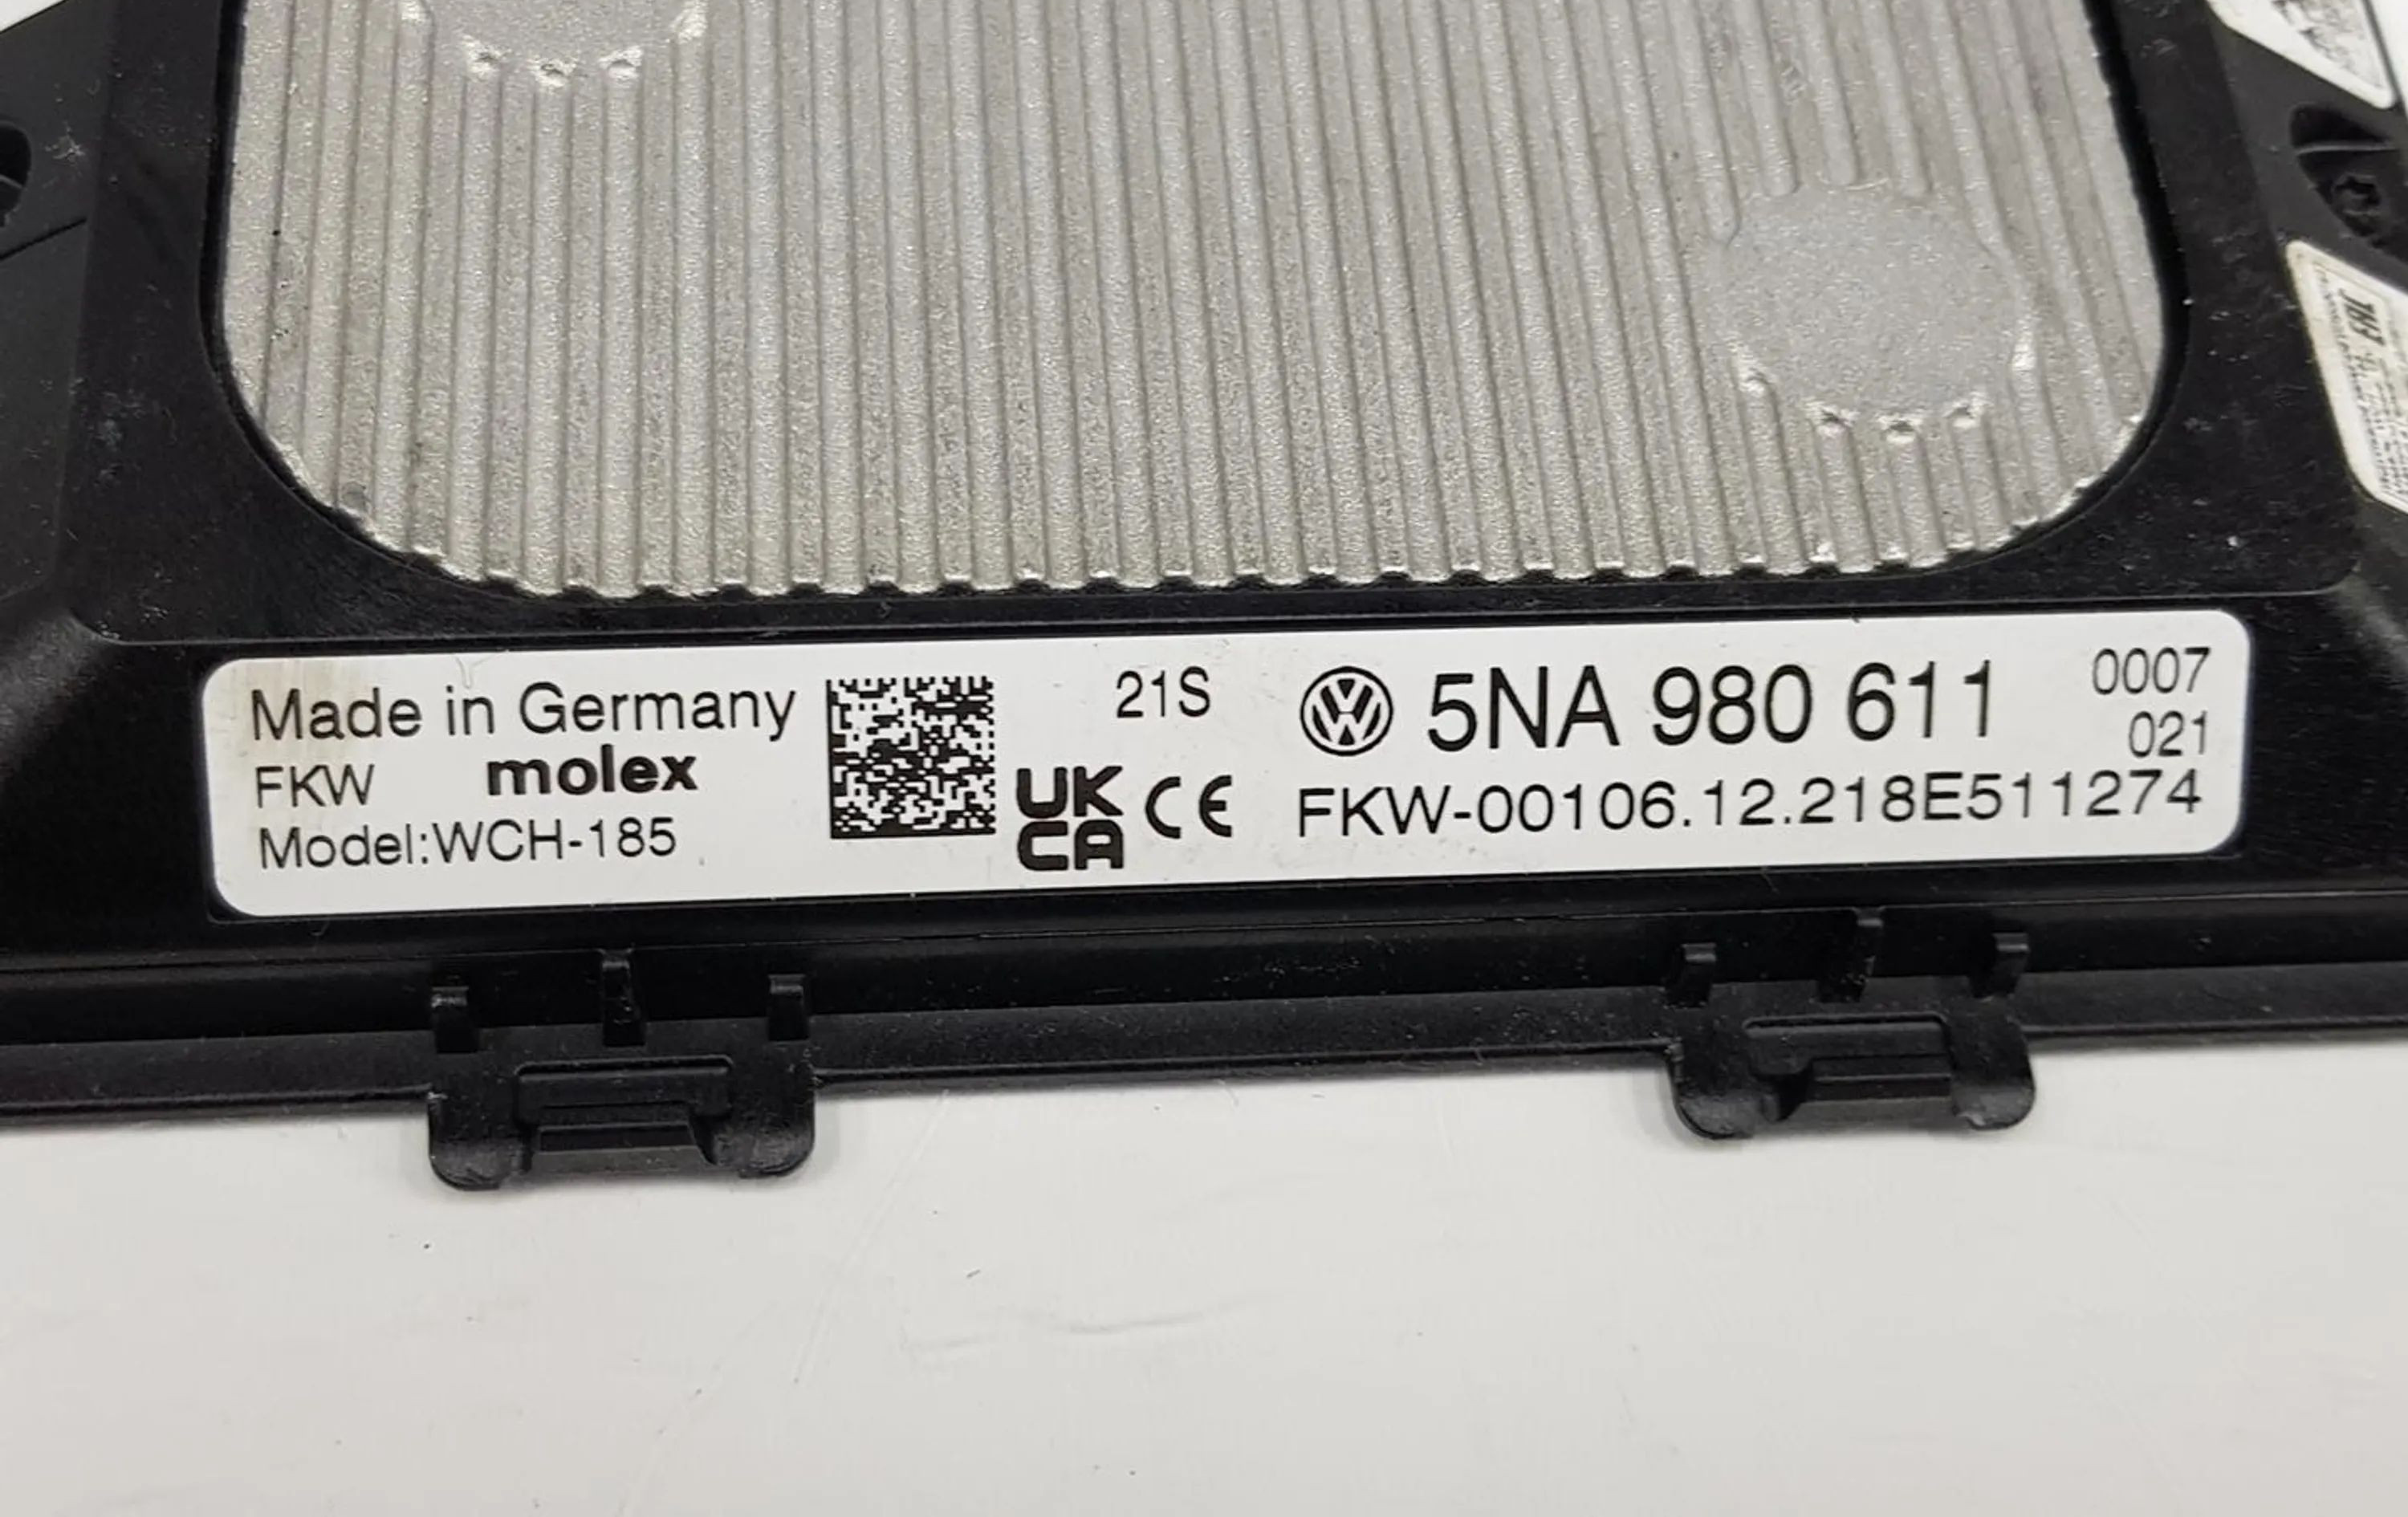 Made in Germany
FKW molex
Model:WCH-185
21S
UK
CA CE
5NA 980 611 0007
021
FKW-00106.12.218E511274